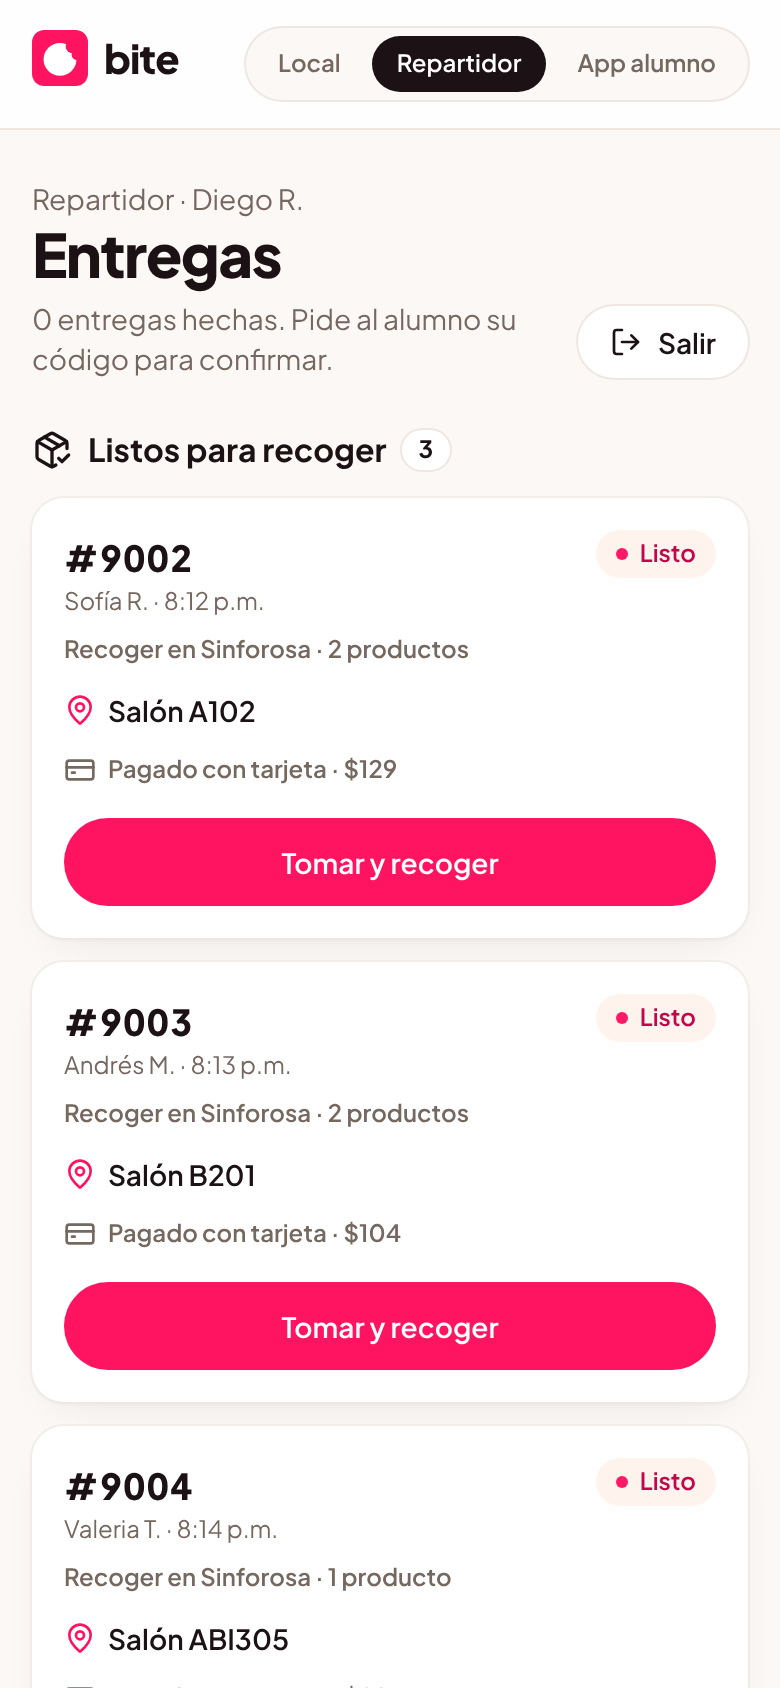 bite
Local
Repartidor
App alumno
Repartidor · Diego R.
Entregas
0 entregas hechas. Pide al alumno su
código para confirmar.
Salir
Listos para recoger
3
#9002
Listo
Sofía R. · 8:12 p.m.
Recoger en Sinforosa · 2 productos
Salón A102
Pagado con tarjeta · $129
Tomar y recoger
#9003
Listo
Andrés M. · 8:13 p.m.
Recoger en Sinforosa · 2 productos
Salón B201
Pagado con tarjeta · $104
Tomar y recoger
#9004
Listo
Valeria T. · 8:14 p.m.
Recoger en Sinforosa · 1 producto
Salón ABI305